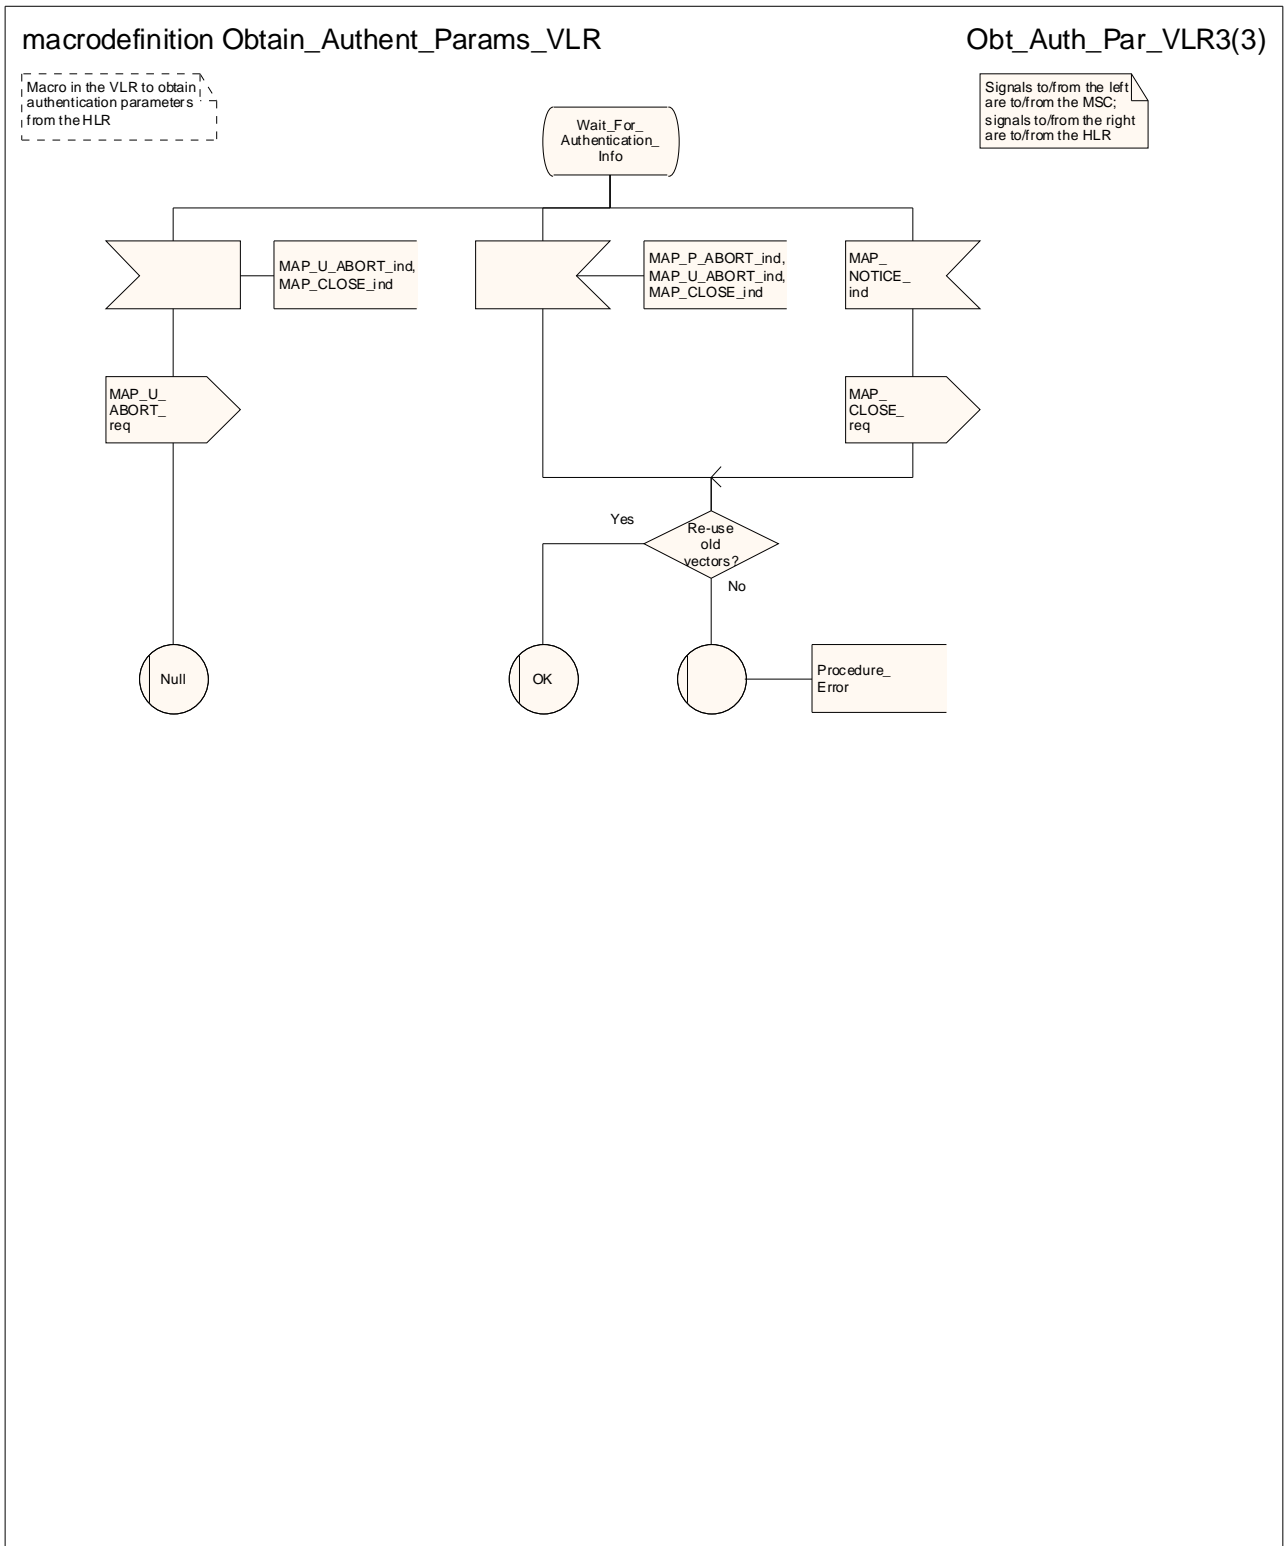 macrodefinition Obtain_Authent_Params_VLR
Obt_Auth_Par_VLR3(3)
Macro in the VLR to obtain
authentication parameters
from the HLR
Signals to/from the left
are to/from the MSC;
signals to/from the right
are to/from the HLR
Wait_For_
Authentication_
Info
MAP_U_ABORT_ind,
MAP_CLOSE_ind
MAP_P_ABORT_ind,
MAP_U_ABORT_ind,
MAP_CLOSE_ind
MAP_
NOTICE_
ind
MAP_U_
ABORT_
req
MAP_
CLOSE_
req
Yes
Re-use
old
vectors?
No
Null
OK
Procedure_
Error